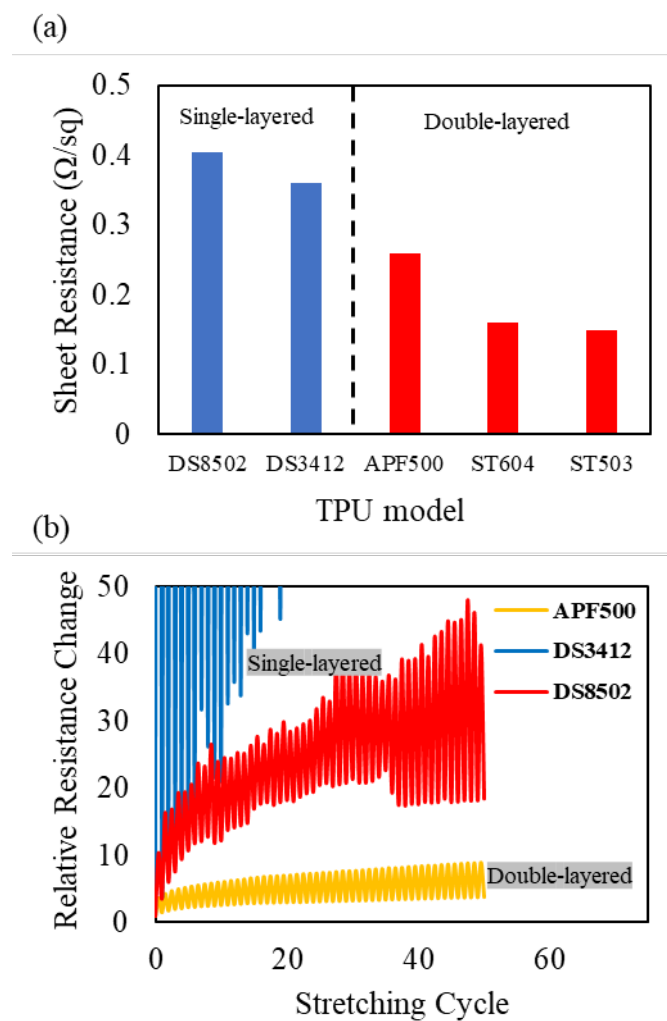 (a)
0.5
0.4
0.3
0.2
0.1
0
Sheet Resistance (Ω/sq)
Single-layered
Double-layered
DS8502
DS3412
APF500
ST604
ST503
TPU model
(b)
50
40
30
20
10
0
Relative Resistance Change
APF500
DS3412
DS8502
Single-layered
Double-layered
0
20
40
60
Stretching Cycle